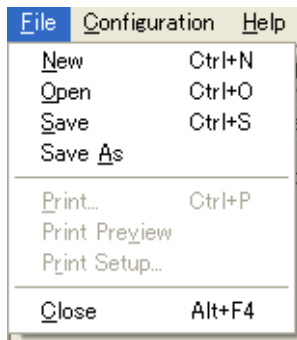 File Configuration Help
New Ctrl+N
Open Ctrl+O
Save Ctrl+S
Save As
Print... Ctrl+P
Print Preview
Print Setup...
Close Alt+F4